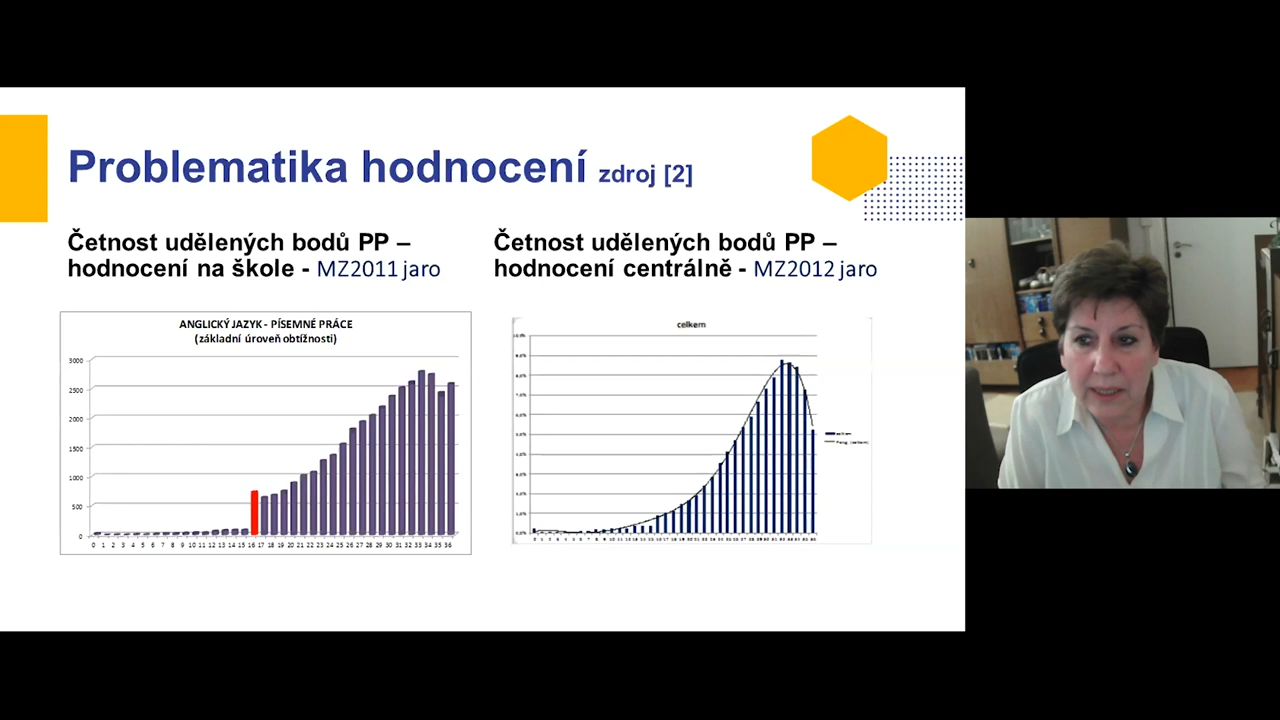 Problematika hodnocení zdroj [2]
Četnost udělených bodů PP –
hodnocení na škole - MZ2011 jaro
Četnost udělených bodů PP –
hodnocení centrálně - MZ2012 jaro
ANGLICKÝ JAZYK - PÍSEMNÉ PRÁCE
(základní úroveň obtížnosti)
3000
2500
2000
1500
1000
500
0
0 1 2 3 4 5 6 7 8 9 10 11 12 13 14 15 16 17 18 19 20 21 22 23 24 25 26 27 28 29 30 31 32 33 34 35 36
celkem